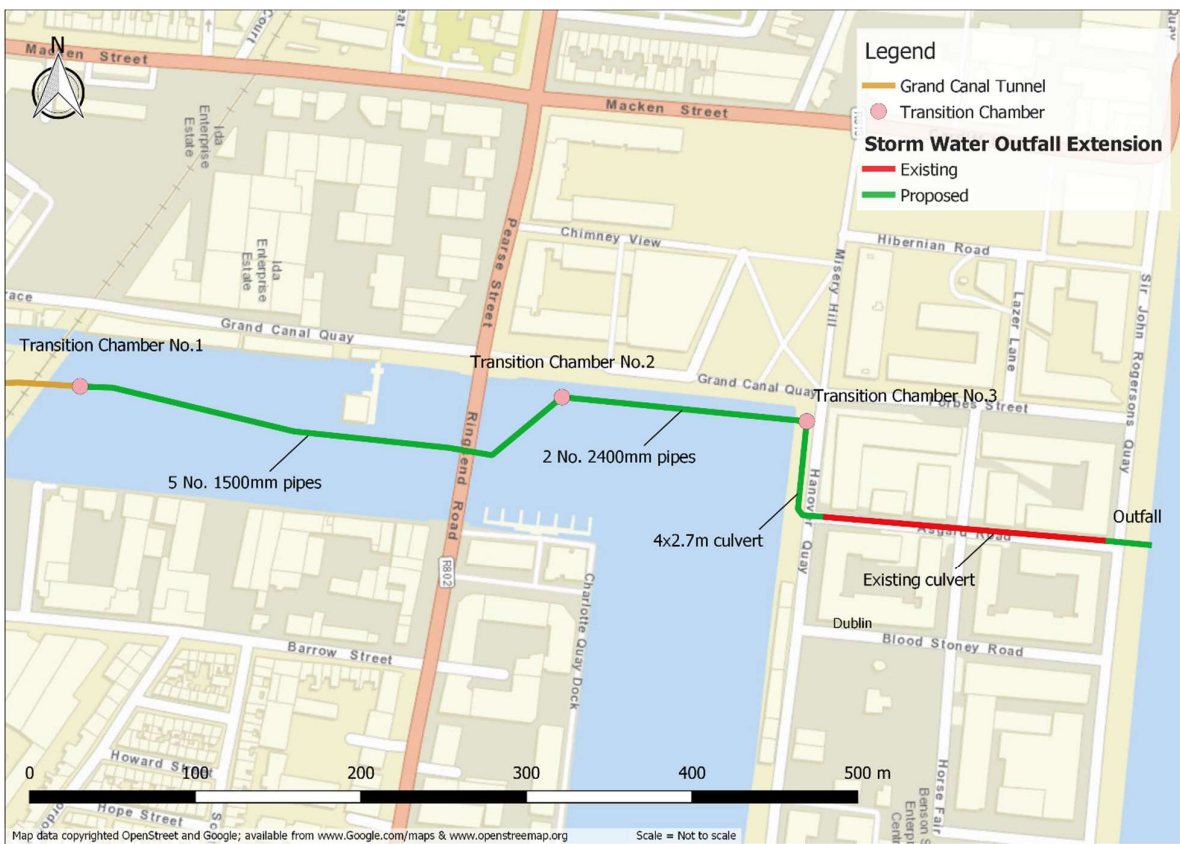 N
Macken Street
Court
Quay
Legend
Grand Canal Tunnel
Transition Chamber
Storm Water Outfall Extension
Existing
Proposed
Macken Street
Ida
Enterprise
Estate
Ida
Enterprise
Estate
Pearse Street
Chimney View
Misery Hill
Hibernian Road
Lazer Lane
Sir John Rogersons Quay
Grand Canal Quay
Transition Chamber No.1
Transition Chamber No.2
Grand Canal Quay
Transition Chamber No.3
Forbes Street
Ringsend Road
2 No. 2400mm pipes
5 No. 1500mm pipes
Hanover Quay
4x2.7m culvert
Asgard Road
Outfall
Existing culvert
R802
Charlotte Quay Dock
Dublin
Blood Stoney Road
Barrow Street
Horse Fair
Howard Street
Hope Street
0 100 200 300 400 500 m
Map data copyrighted OpenStreet and Google; available from www.Google.com/maps & www.openstreetmap.org
Scale = Not to scale